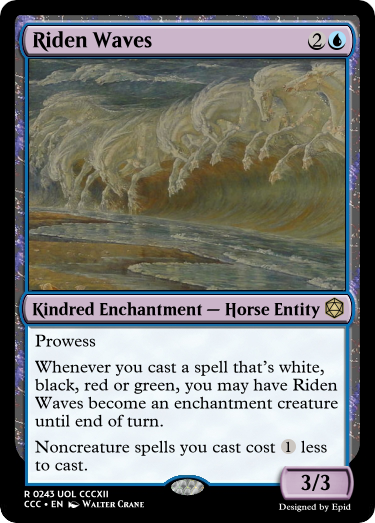 Riden Waves 2
Kindred Enchantment — Horse Entity
Prowess
Whenever you cast a spell that's white,
black, red or green, you may have Riden
Waves become an enchantment creature
until end of turn.
Noncreature spells you cast cost 1 less
to cast.
3/3
R 0243 UOL CCCXII
CCC • EN WALTER CRANE
Designed by Epid